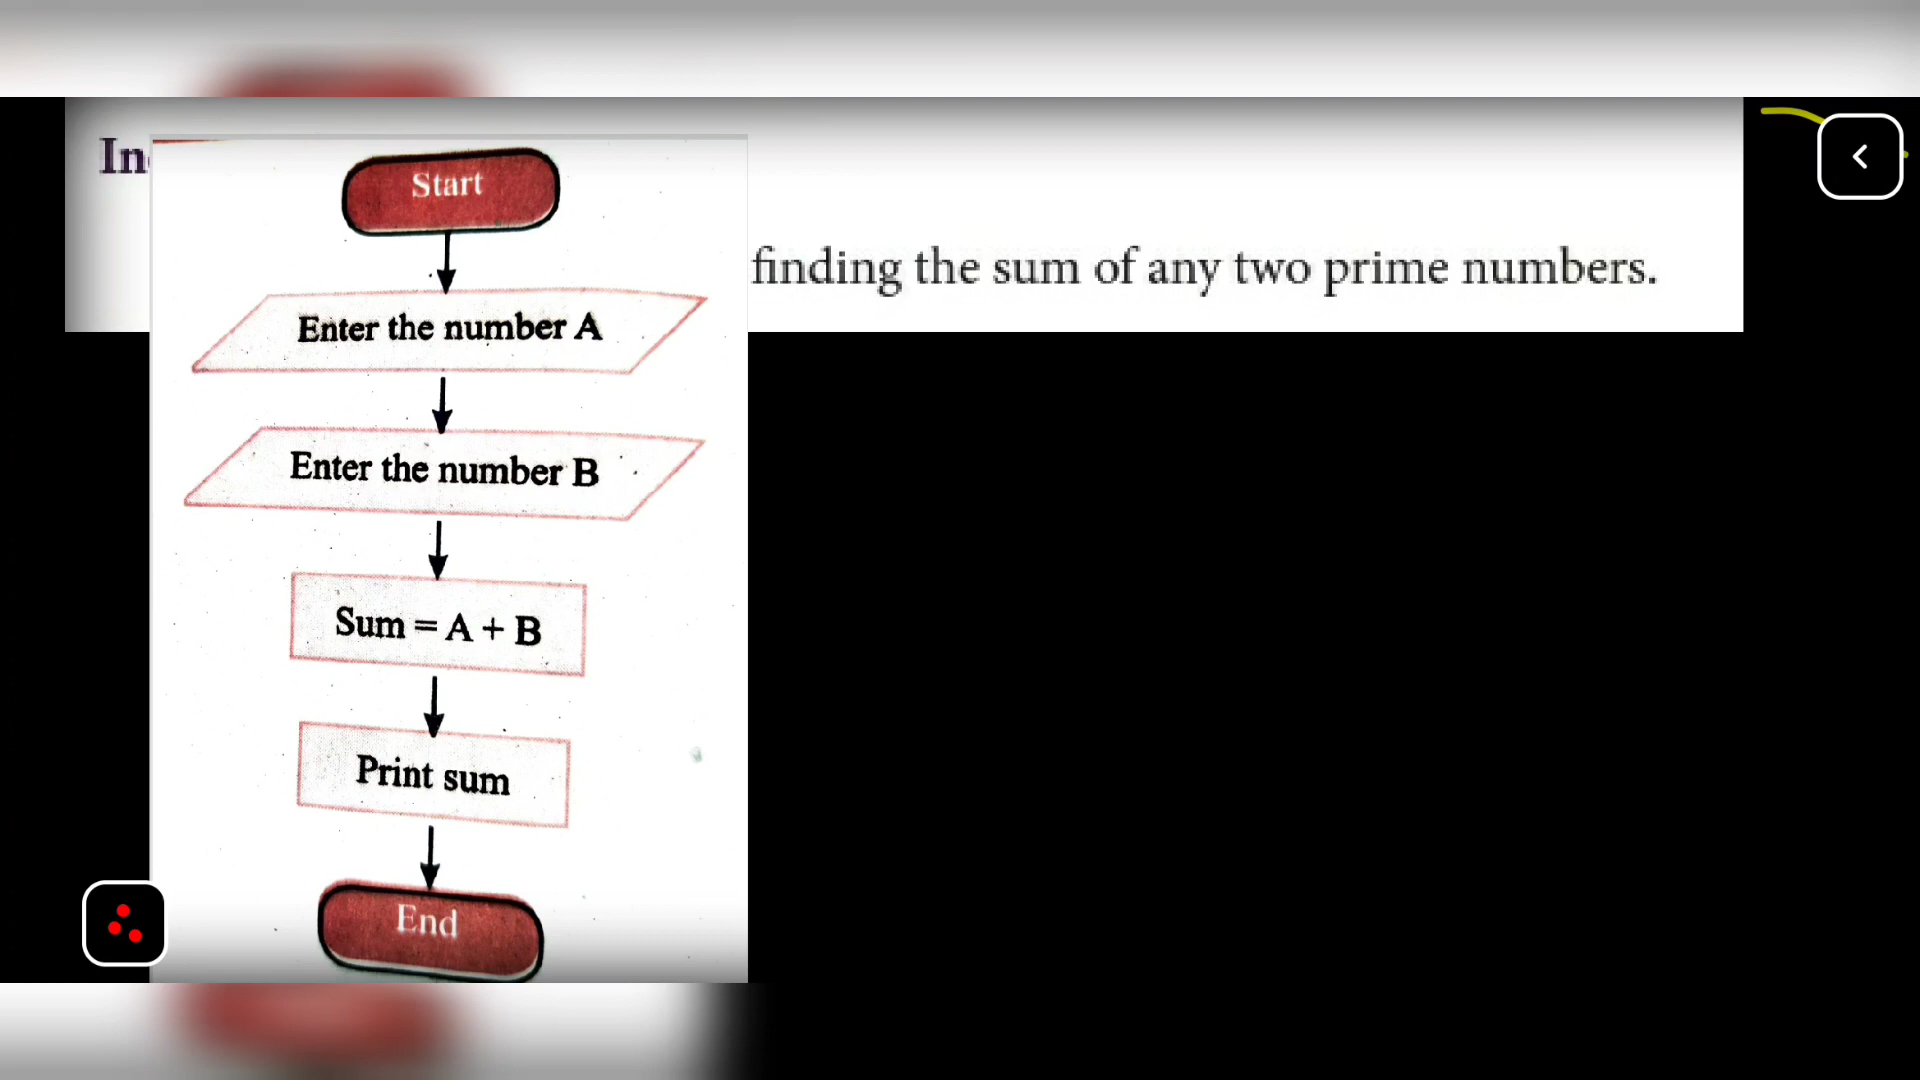 In
finding the sum of any two prime numbers.
Start
Enter the number A
Enter the number B
Sum = A + B
Print sum
End